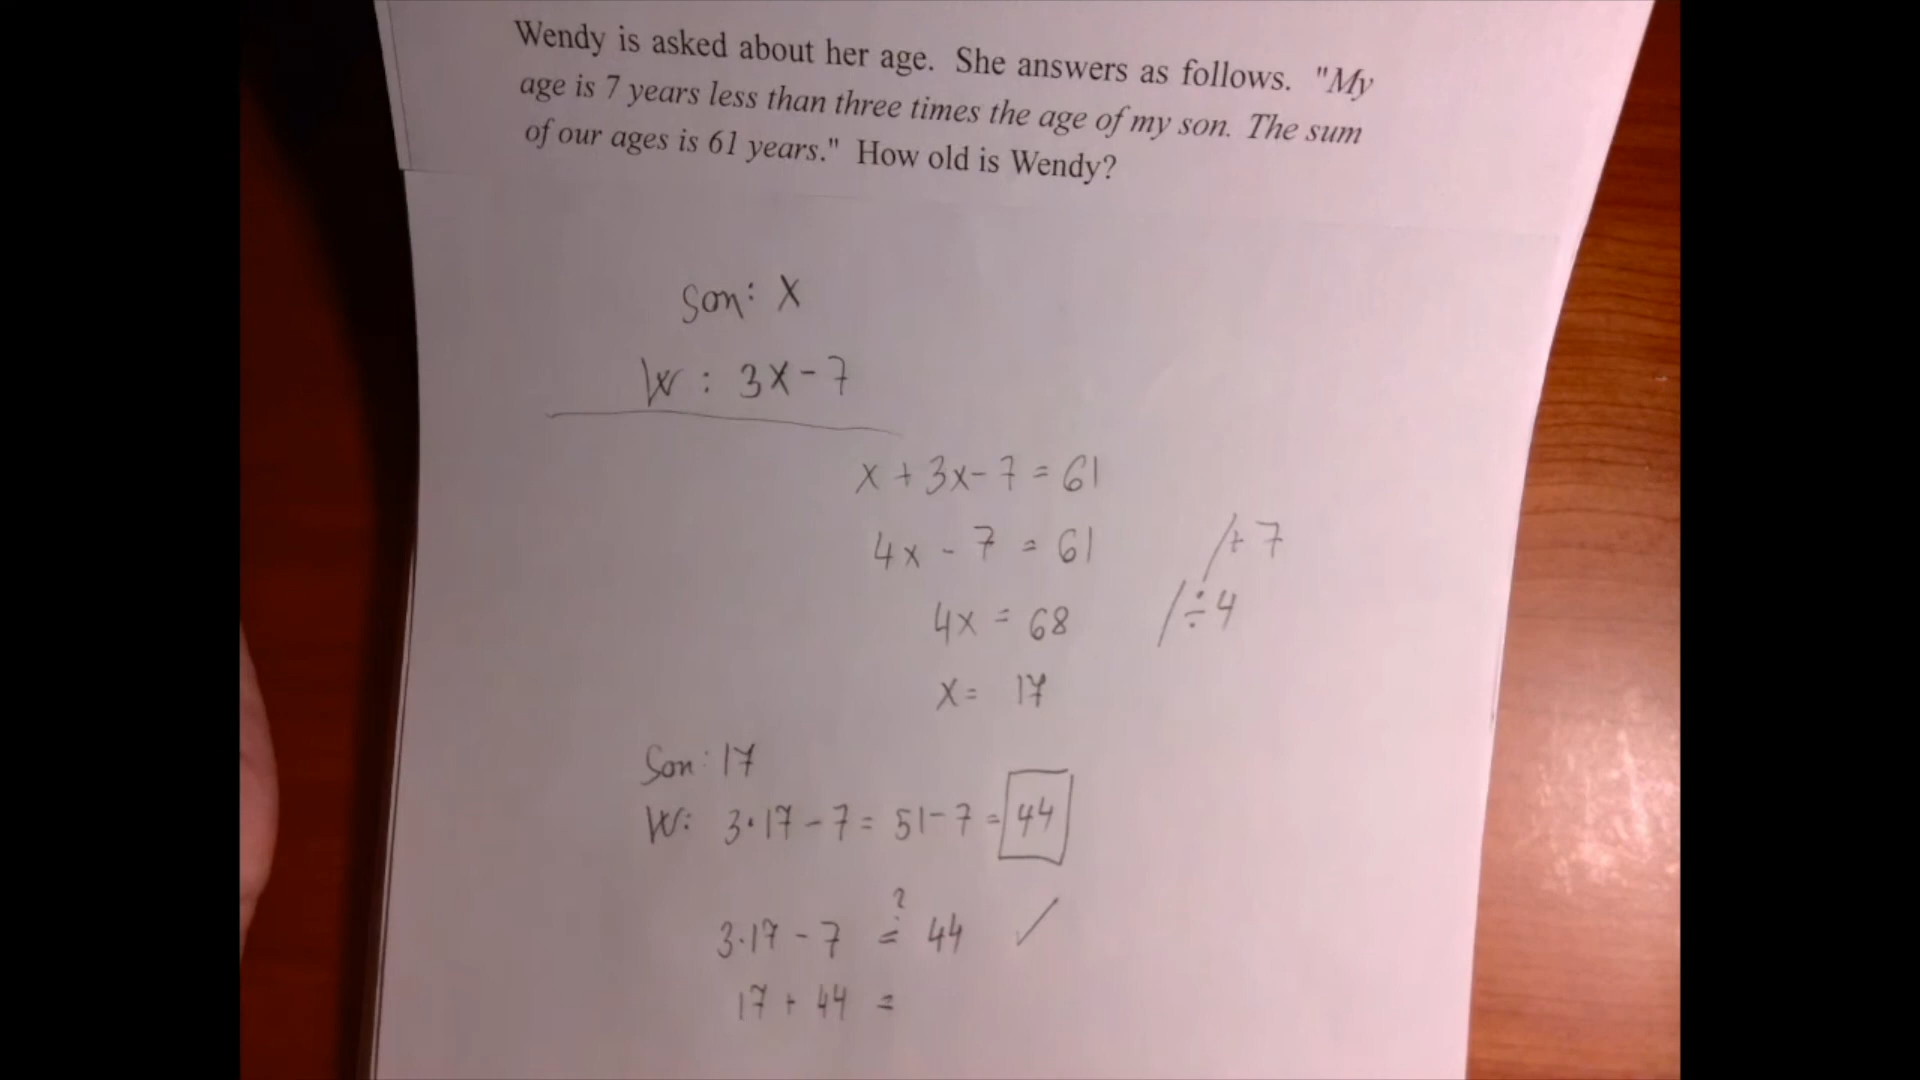 Wendy is asked about her age. She answers as follows. "My
age is 7 years less than three times the age of my son. The sum
of our ages is 61 years." How old is Wendy?
Son: X
W: 3X-7
x + 3x - 7 = 61
4x - 7 = 61 /+ 7
4x = 68 /÷4
X = 17
Son: 17
W: 3·17 - 7 = 51 - 7 = 44
3·17 - 7 ?= 44 ✓
17 + 44 =